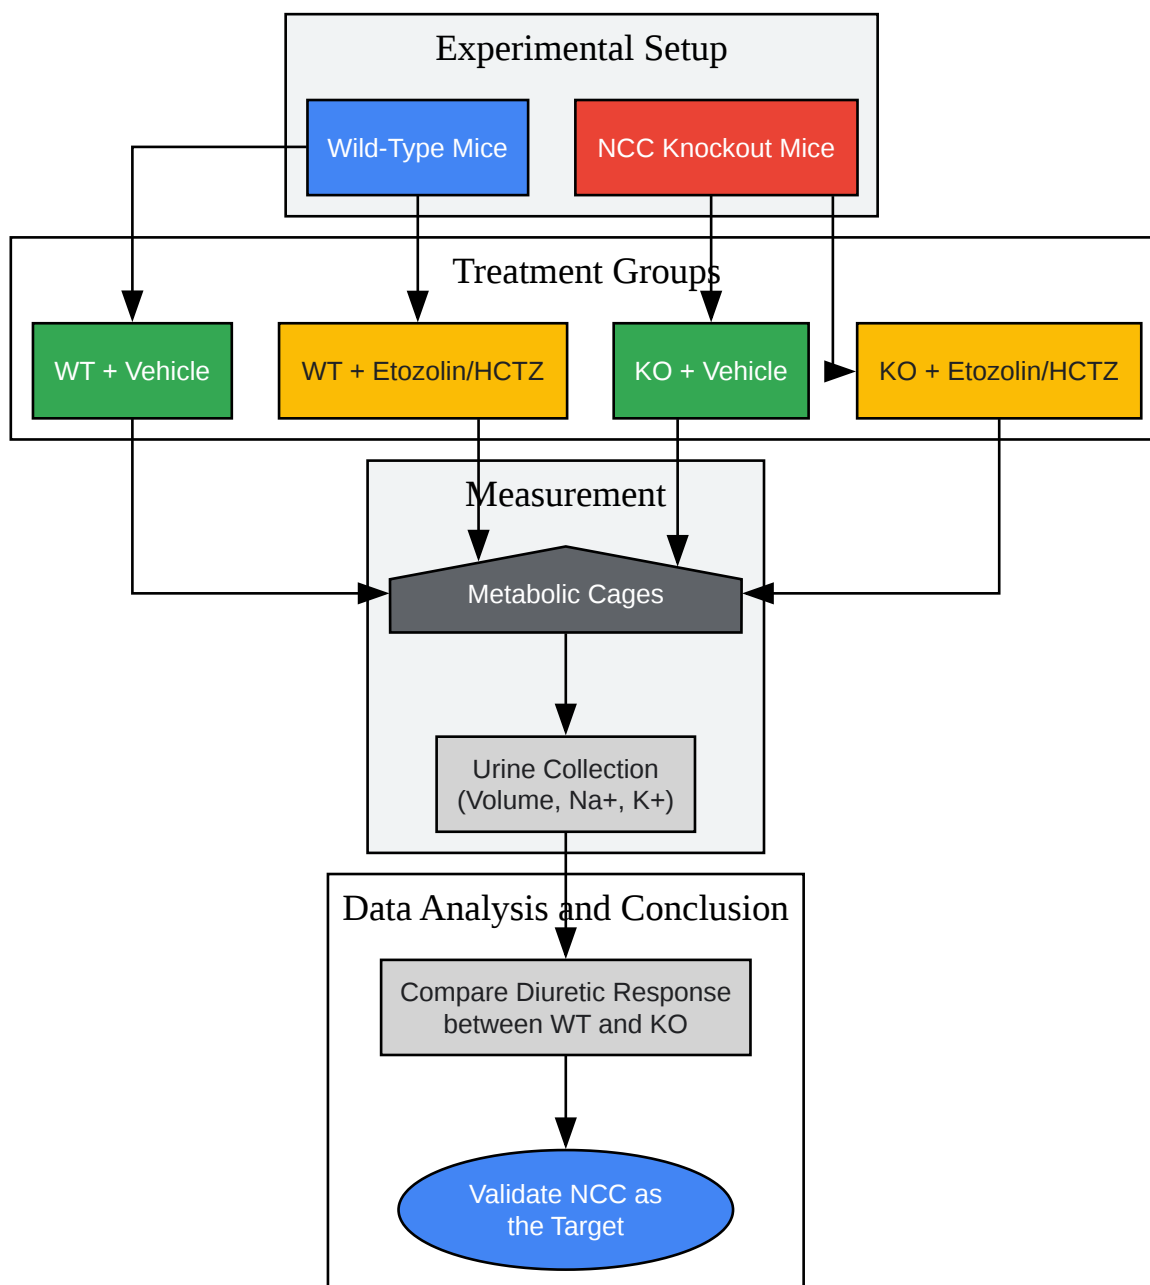 Experimental Setup
Wild-Type Mice
NCC Knockout Mice
Treatment Groups
WT + Vehicle
WT + Etozolin/HCTZ
KO + Vehicle
KO + Etozolin/HCTZ
Measurement
Metabolic Cages
Urine Collection
(Volume, Na+, K+)
Data Analysis and Conclusion
Compare Diuretic Response
between WT and KO
Validate NCC as
the Target